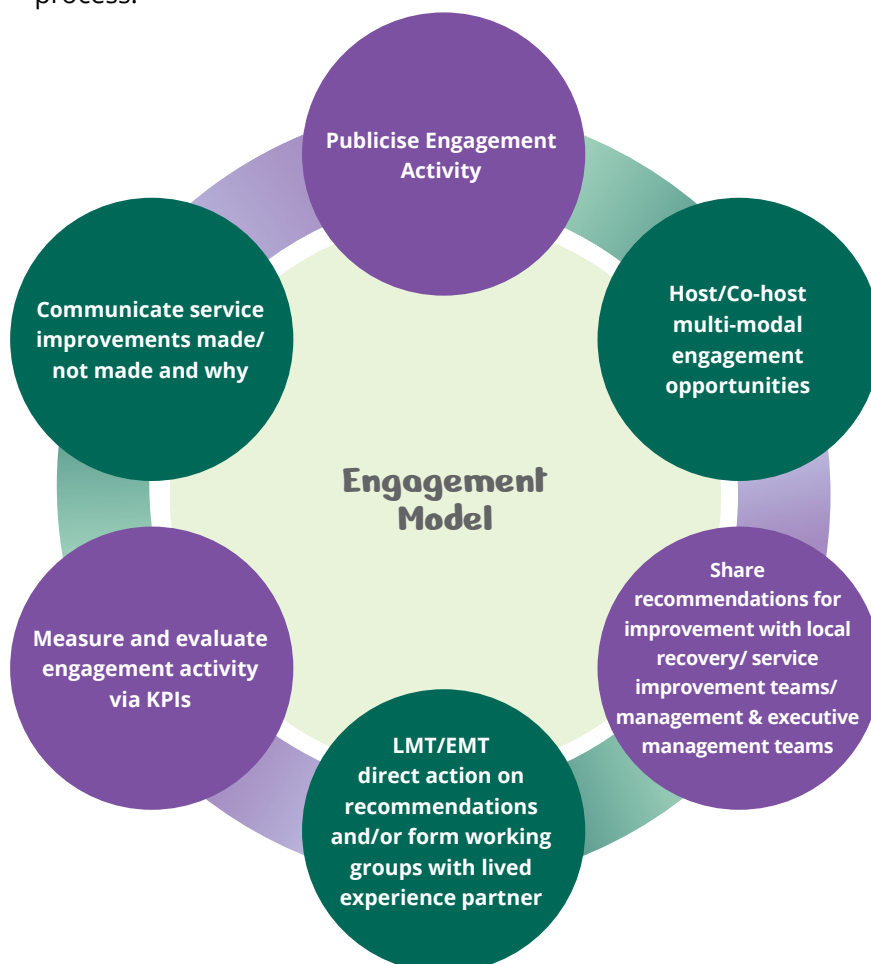 process.
Publicise Engagement
Activity
Host/Co-host
multi-modal
engagement
opportunities
Share
recommendations for
improvement with local
recovery/ service
improvement teams/
management & executive
management teams
LMT/EMT
direct action on
recommendations
and/or form working
groups with lived
experience partner
Measure and evaluate
engagement activity
via KPIs
Communicate service
improvements made/
not made and why
Engagement
Model